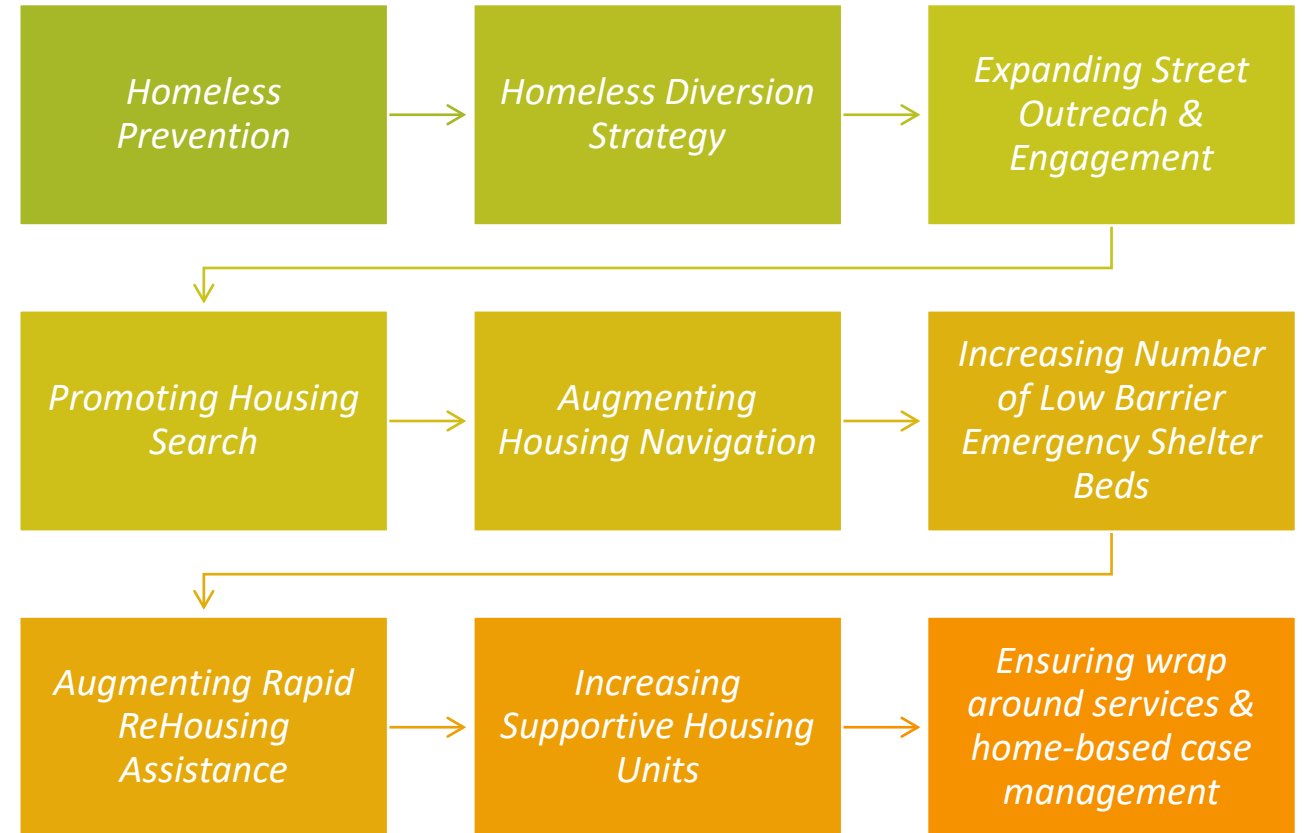 Homeless
Prevention
Homeless Diversion
Strategy
Expanding Street
Outreach &
Engagement
Promoting Housing
Search
Augmenting
Housing Navigation
Increasing Number
of Low Barrier
Emergency Shelter
Beds
Augmenting Rapid
ReHousing
Assistance
Increasing
Supportive Housing
Units
Ensuring wrap
around services &
home-based case
management